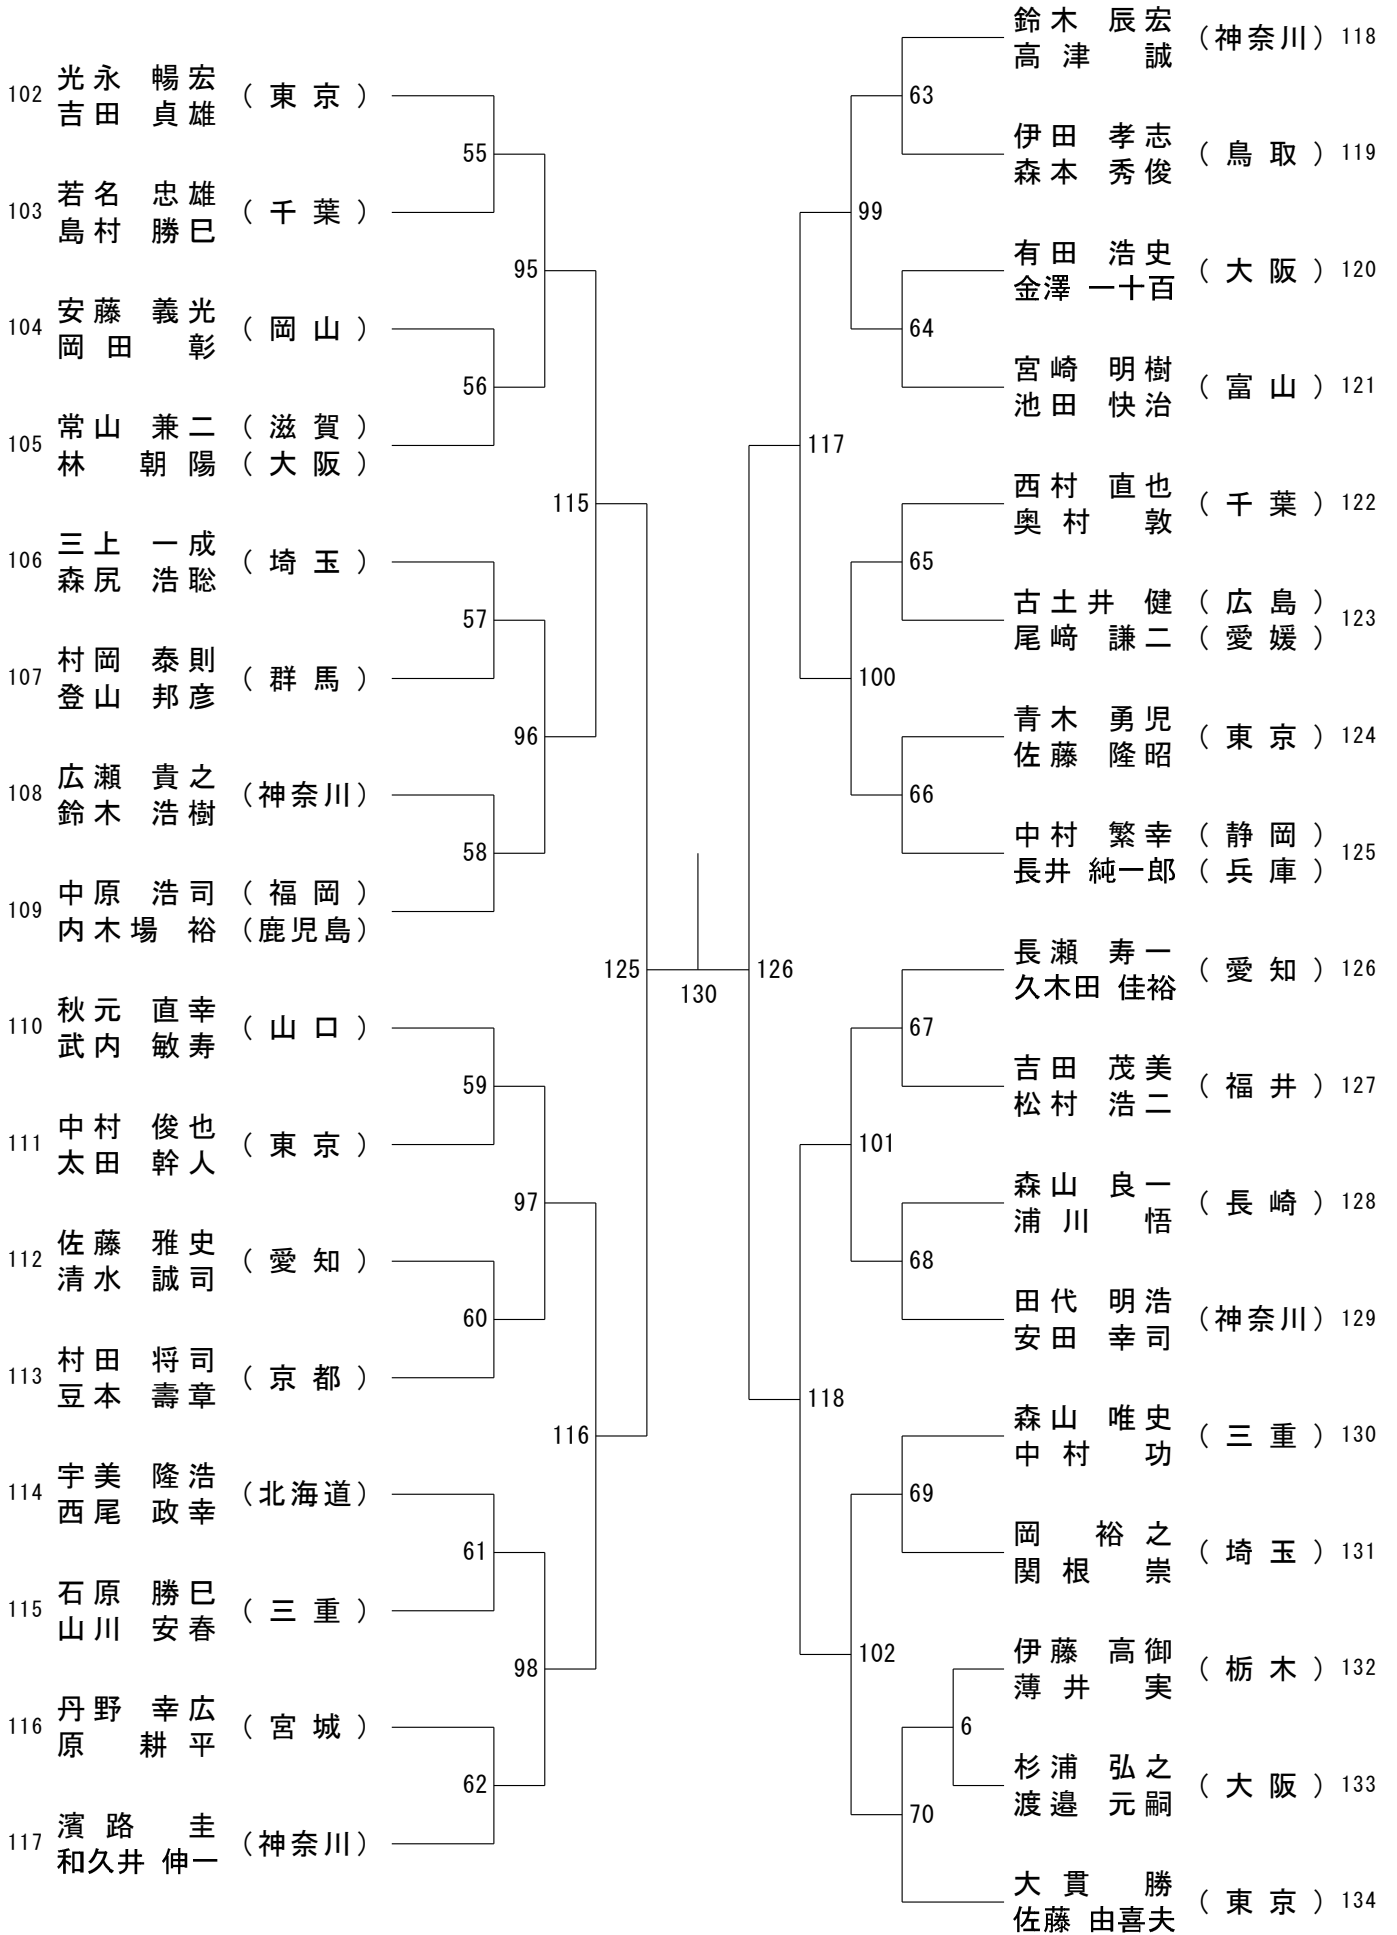 102 光永 暢宏 (東京)
吉田 貞雄
55
103 若名 忠雄 (千葉)
島村 勝巳
95
104 安藤 義光 (岡山)
岡田 彰
56
105 常山 兼二 (滋賀)
林 朝陽 (大阪)
115
106 三上 一成 (埼玉)
森尻 浩聡
57
107 村岡 泰則 (群馬)
登山 邦彦
96
108 広瀬 貴之 (神奈川)
鈴木 浩樹
58
109 中原 浩司 (福岡)
内木場 裕 (鹿児島)
125
110 秋元 直幸 (山口)
武内 敏寿
59
111 中村 俊也 (東京)
太田 幹人
97
112 佐藤 雅史 (愛知)
清水 誠司
60
113 村田 将司 (京都)
豆本 壽章
116
114 宇美 隆浩 (北海道)
西尾 政幸
61
115 石原 勝巳 (三重)
山川 安春
98
116 丹野 幸広 (宮城)
原 耕平
62
117 濱路 圭 (神奈川)
和久井 伸一
130
鈴木 辰宏 (神奈川) 118
高津 誠
63
伊田 孝志 (鳥取) 119
森本 秀俊
99
有田 浩史 (大阪) 120
金澤 一十百
64
宮崎 明樹 (富山) 121
池田 快治
117
西村 直也 (千葉) 122
奥村 敦
65
古土井 健 (広島) 123
尾﨑 謙二 (愛媛)
100
青木 勇児 (東京) 124
佐藤 隆昭
66
中村 繁幸 (静岡) 125
長井 純一郎 (兵庫)
126
長瀬 寿一 (愛知) 126
久木田 佳裕
67
吉田 茂美 (福井) 127
松村 浩二
101
森山 良一 (長崎) 128
浦川 悟
68
田代 明浩 (神奈川) 129
安田 幸司
118
森山 唯史 (三重) 130
中村 功
69
岡 裕之 (埼玉) 131
関根 崇
102
伊藤 高御 (栃木) 132
薄井 実
6
杉浦 弘之 (大阪) 133
渡邉 元嗣
70
大貫 勝 (東京) 134
佐藤 由喜夫